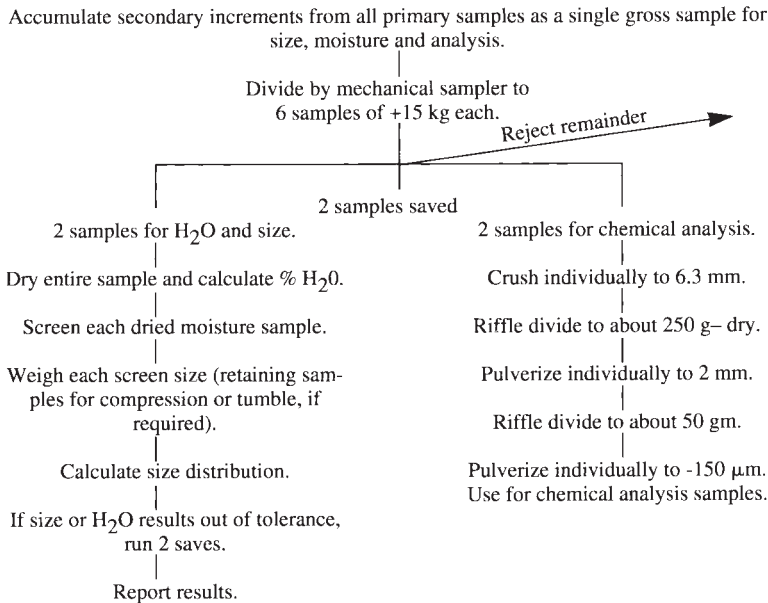 Accumulate secondary increments from all primary samples as a single gross sample for
size, moisture and analysis.
Divide by mechanical sampler to
6 samples of +15 kg each.
Reject remainder
2 samples saved
2 samples for H2O and size.
Dry entire sample and calculate % H20.
Screen each dried moisture sample.
Weigh each screen size (retaining sam-
ples for compression or tumble, if
required).
Calculate size distribution.
If size or H2O results out of tolerance,
run 2 saves.
Report results.
2 samples for chemical analysis.
Crush individually to 6.3 mm.
Riffle divide to about 250 g– dry.
Pulverize individually to 2 mm.
Riffle divide to about 50 gm.
Pulverize individually to -150 μm.
Use for chemical analysis samples.